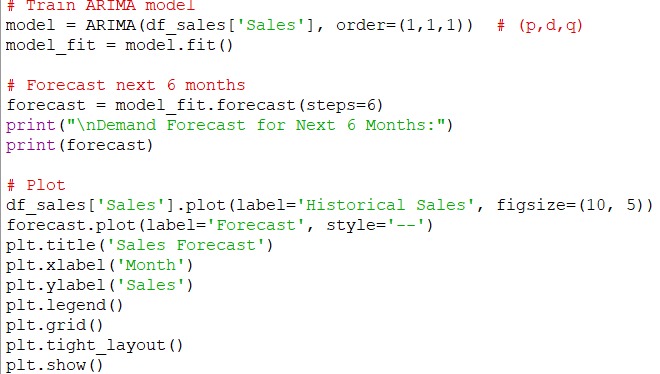 # Train ARIMA model
model = ARIMA(df_sales['Sales'], order=(1,1,1))  # (p,d,q)
model_fit = model.fit()

# Forecast next 6 months
forecast = model_fit.forecast(steps=6)
print("\nDemand Forecast for Next 6 Months:")
print(forecast)

# Plot
df_sales['Sales'].plot(label='Historical Sales', figsize=(10, 5))
forecast.plot(label='Forecast', style='--')
plt.title('Sales Forecast')
plt.xlabel('Month')
plt.ylabel('Sales')
plt.legend()
plt.grid()
plt.tight_layout()
plt.show()